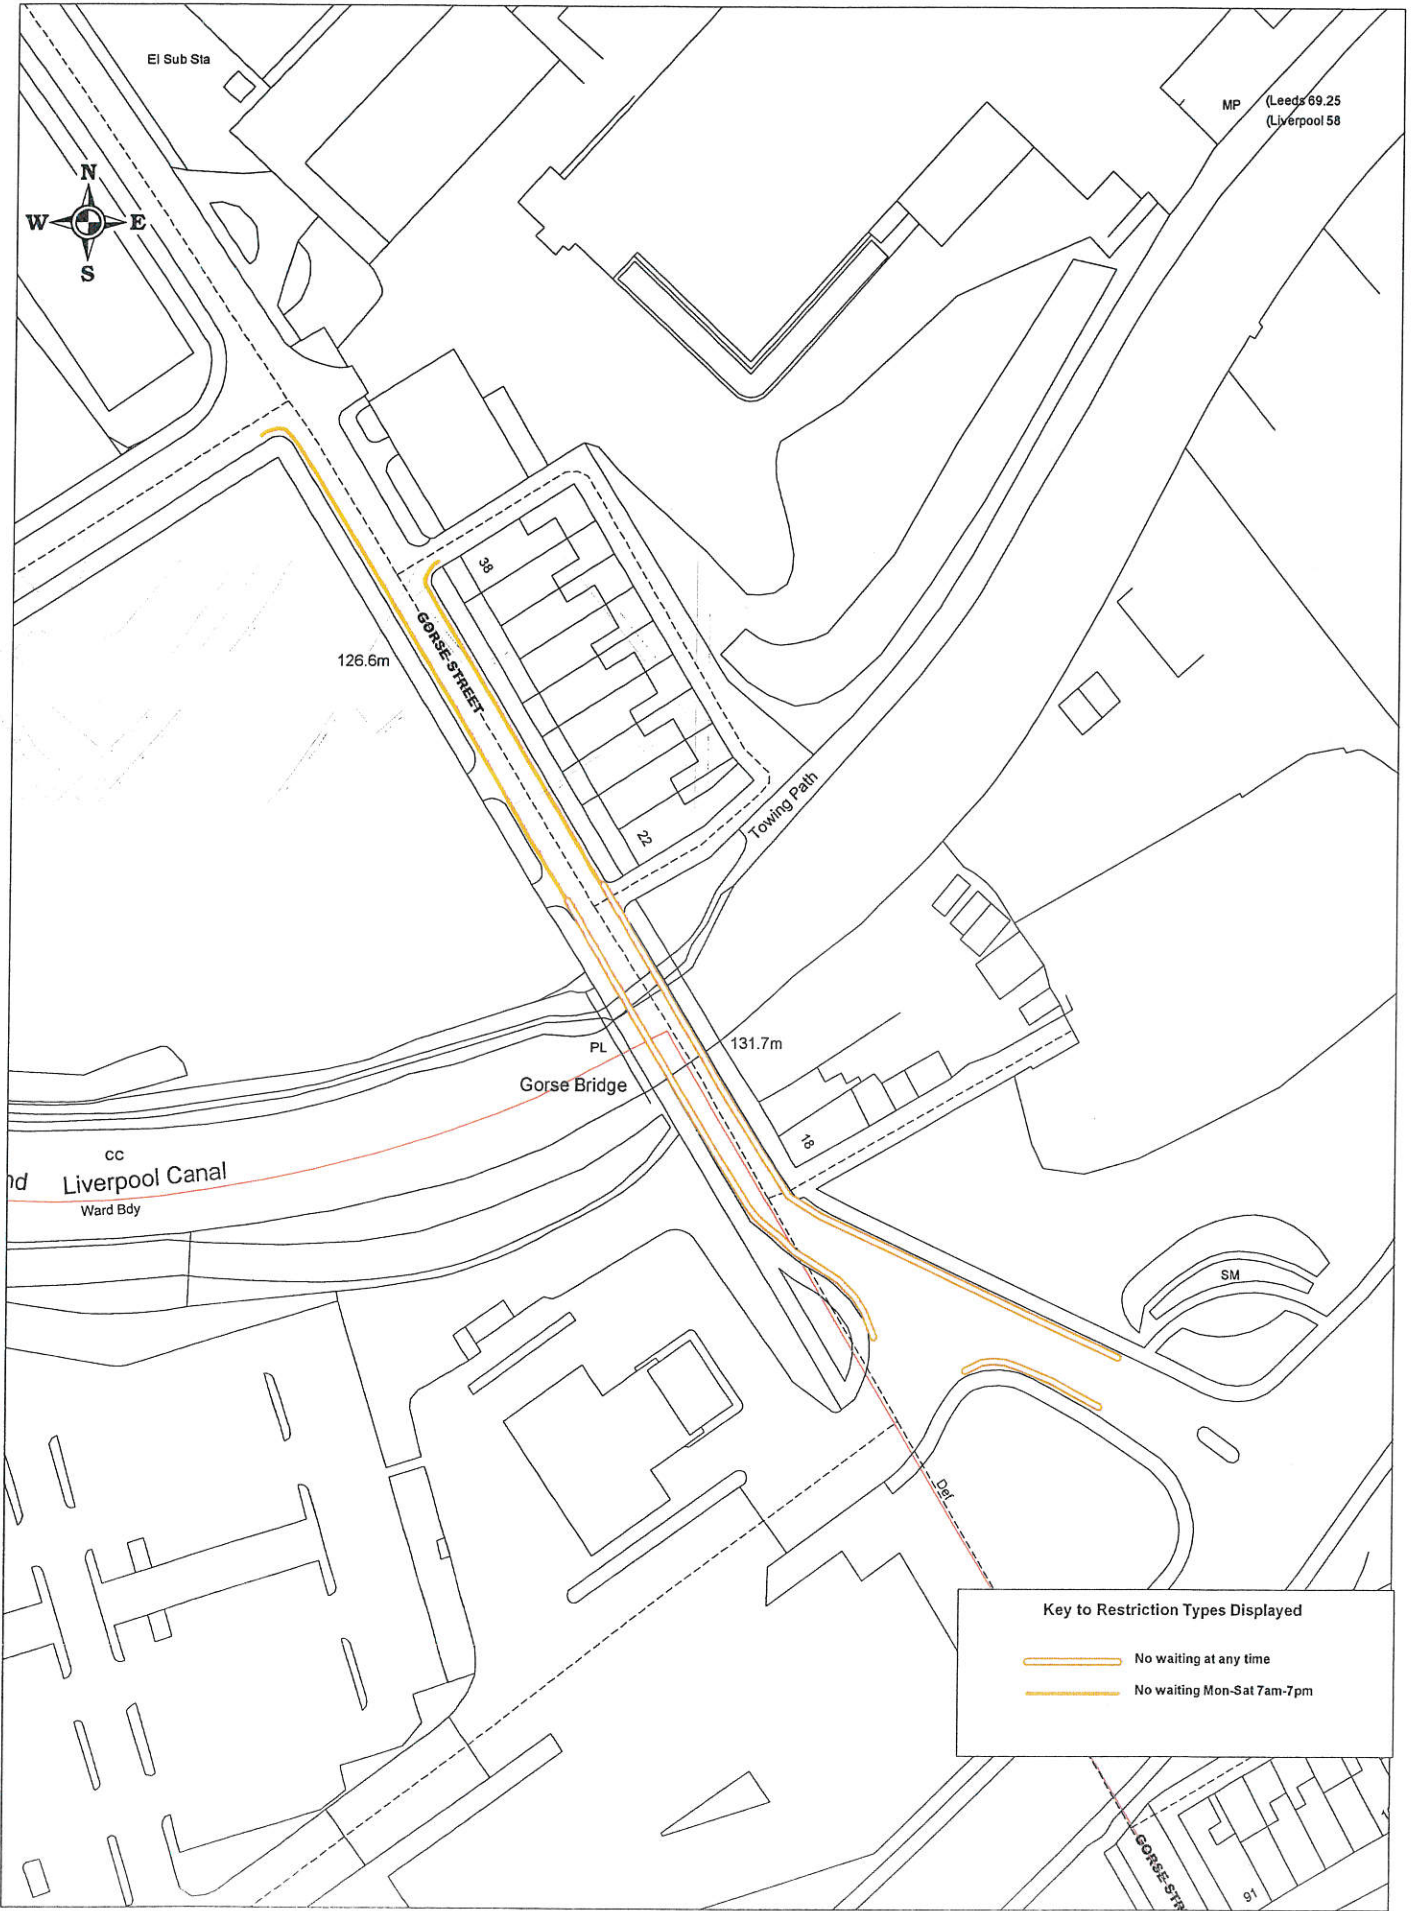 El Sub Sta
MP (Leeds 69.25
(Liverpool 58
N
W E
S
38
GORSE STREET
126.6m
22
Towing Path
PL
131.7m
Gorse Bridge
18
CC
nd Liverpool Canal
Ward Bdy
SM
Def
Key to Restriction Types Displayed
No waiting at any time
No waiting Mon-Sat 7am-7pm
GORSE STR
91